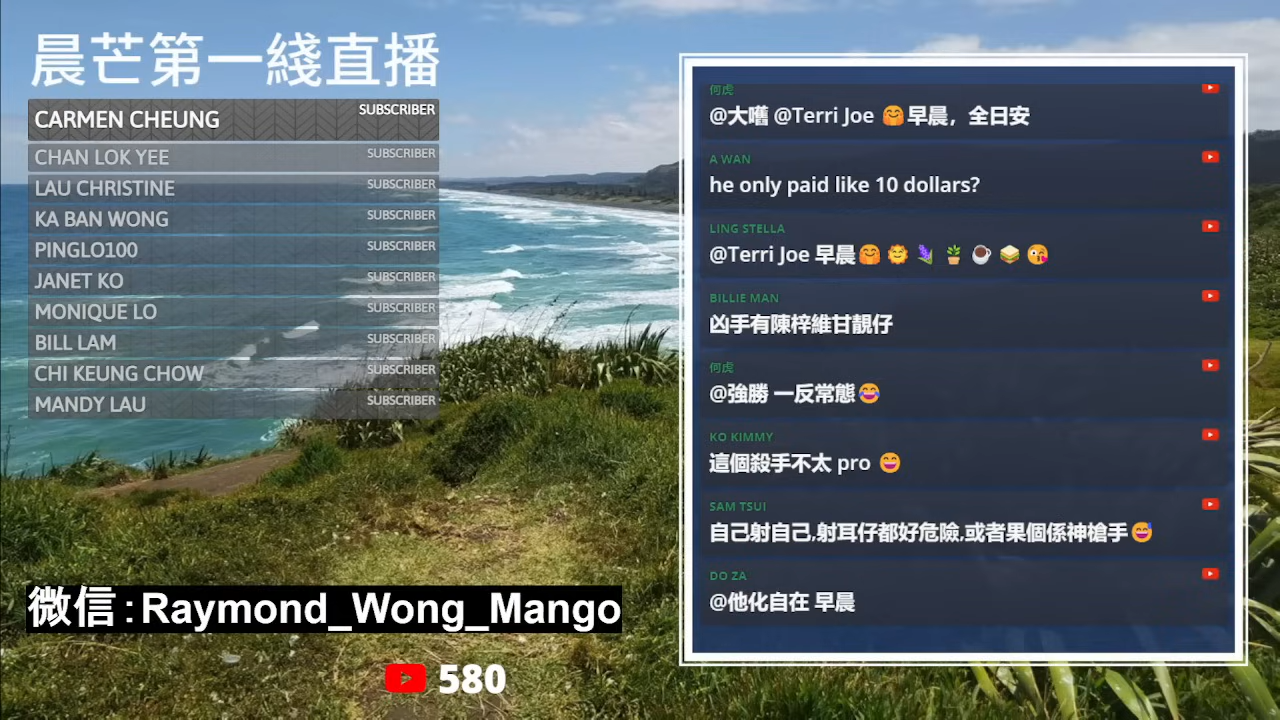 晨芒第一綫直播
CARMEN CHEUNG SUBSCRIBER
CHAN LOK YEE SUBSCRIBER
LAU CHRISTINE SUBSCRIBER
KA BAN WONG SUBSCRIBER
PINGLO100 SUBSCRIBER
JANET KO SUBSCRIBER
MONIQUE LO SUBSCRIBER
BILL LAM SUBSCRIBER
CHI KEUNG CHOW SUBSCRIBER
MANDY LAU SUBSCRIBER
微信:Raymond_Wong_Mango
580
何虎
@大嚿 @Terri Joe 🤗早晨，全日安
A WAN
he only paid like 10 dollars?
LING STELLA
@Terri Joe 早晨🤗 🌞 🪻 🪴 ☕ 🥪 😘
BILLIE MAN
凶手有陳梓維甘靚仔
何虎
@強勝 一反常態😂
KO KIMMY
這個殺手不太 pro 😄
SAM TSUI
自己射自己,射耳仔都好危險,或者果個係神槍手😅
DO ZA
@他化自在 早晨